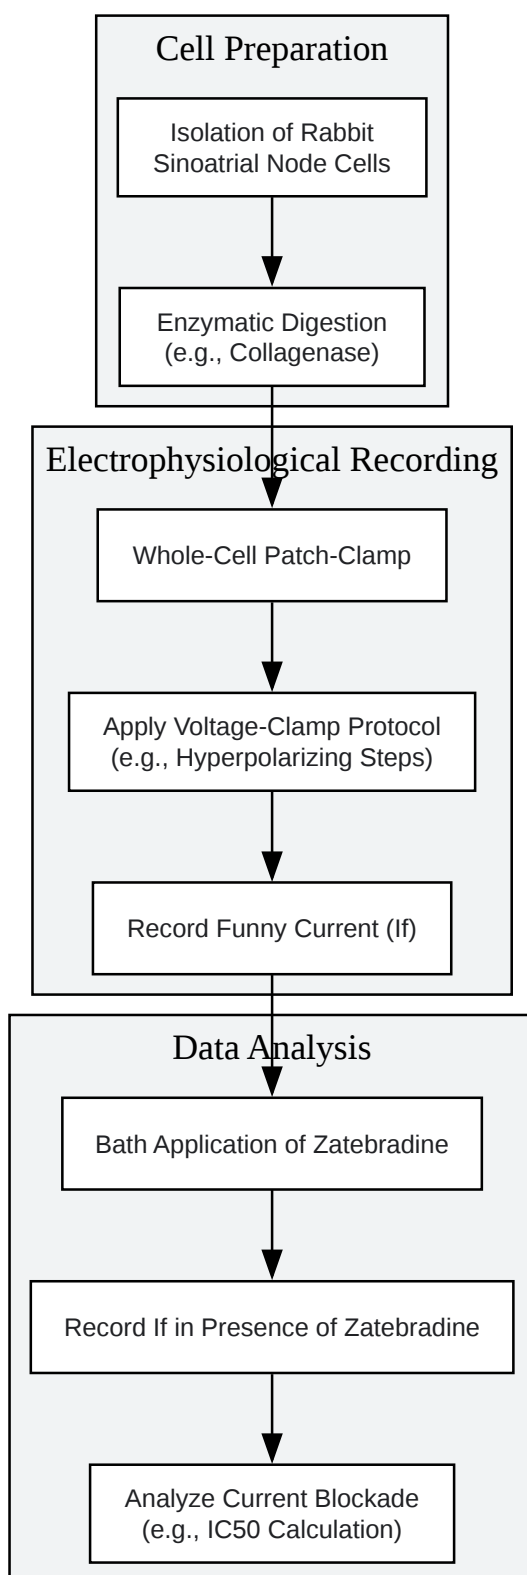 Cell Preparation
Isolation of Rabbit
Sinoatrial Node Cells
Enzymatic Digestion
(e.g., Collagenase)
Electrophysiological Recording
Whole-Cell Patch-Clamp
Apply Voltage-Clamp Protocol
(e.g., Hyperpolarizing Steps)
Record Funny Current (If)
Data Analysis
Bath Application of Zatebradine
Record If in Presence of Zatebradine
Analyze Current Blockade
(e.g., IC50 Calculation)